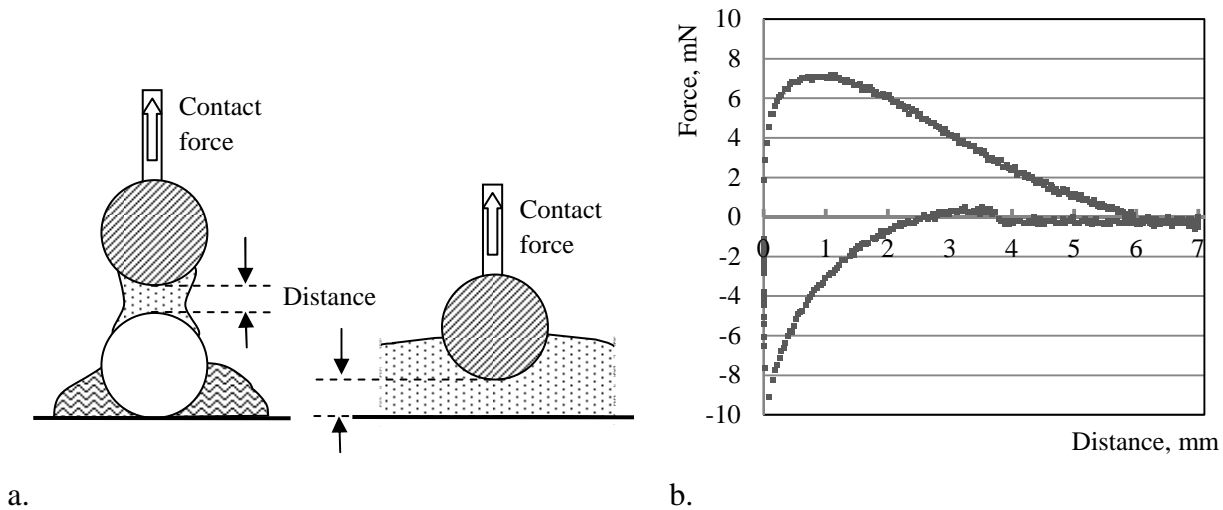 Contact
force
Distance
Contact
force
a.
Force, mN
10
8
6
4
2
0
-2
-4
-6
-8
-10
0 1 2 3 4 5 6 7
Distance, mm
b.